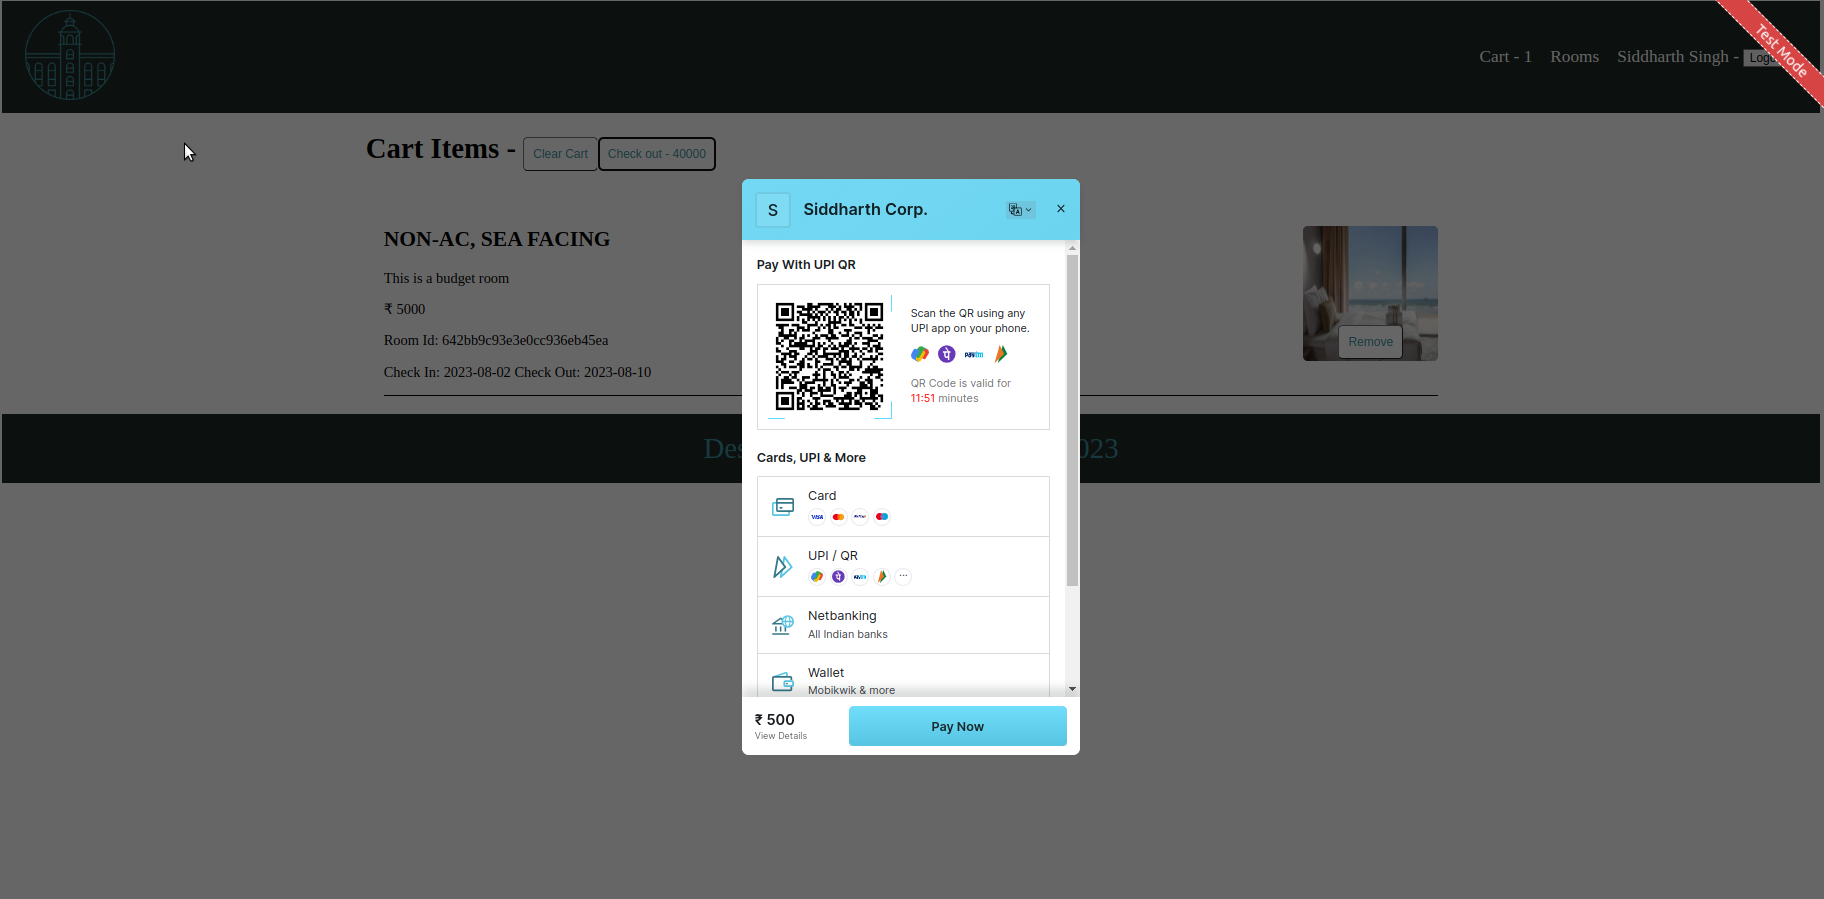 Cart - 1 Rooms Siddharth Singh -
Test Mode
Cart Items - Clear Cart Check out - 40000
NON-AC, SEA FACING
This is a budget room
₹ 5000
Room Id: 642bb9c93e3e0cc936eb45ea
Check In: 2023-08-02 Check Out: 2023-08-10
Remove
S Siddharth Corp.
Pay With UPI QR
Scan the QR using any
UPI app on your phone.
paytm
QR Code is valid for
11:51 minutes
Cards, UPI & More
Card
VISA
UPI / QR
Netbanking
All Indian banks
Wallet
Mobikwik & more
₹ 500
View Details
Pay Now